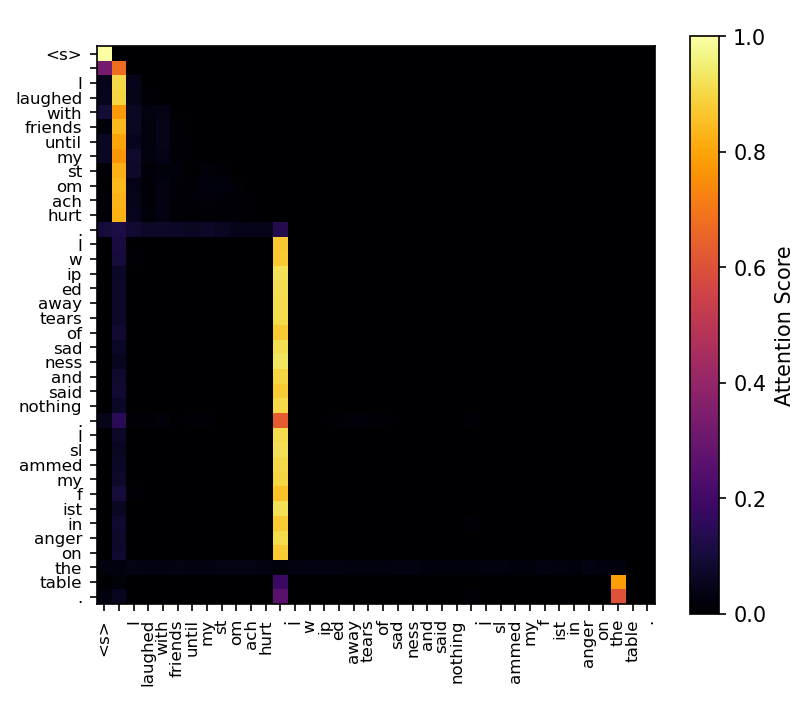 <s>
I
laughed
with
friends
until
my
st
om
ach
hurt
.
I
w
ip
ed
away
tears
of
sad
ness
and
said
nothing
.
I
sl
ammed
my
f
ist
in
anger
on
the
table
.
<s>
I
laughed
with
friends
until
my
st
om
ach
hurt
.
I
w
ip
ed
away
tears
of
sad
ness
and
said
nothing
.
I
sl
ammed
my
f
ist
in
anger
on
the
table
.
1.0
0.8
0.6
0.4
0.2
0.0
Attention Score